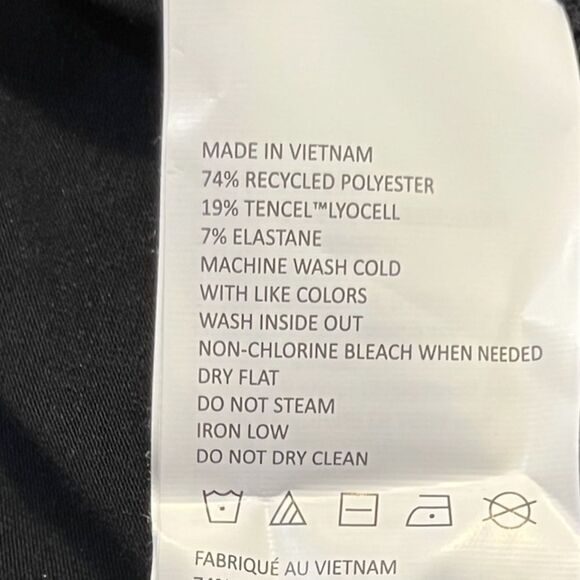 MADE IN VIETNAM
74% RECYCLED POLYESTER
19% TENCEL™LYOCELL
7% ELASTANE
MACHINE WASH COLD
WITH LIKE COLORS
WASH INSIDE OUT
NON-CHLORINE BLEACH WHEN NEEDED
DRY FLAT
DO NOT STEAM
IRON LOW
DO NOT DRY CLEAN
FABRIQUÉ AU VIETNAM